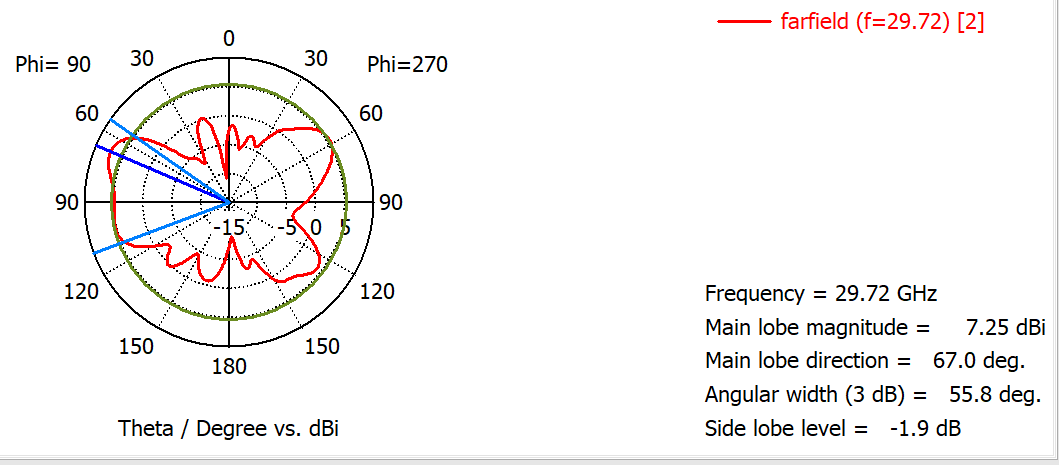 farfield (f=29.72) [2]
0
30
30
Phi= 90
Phi=270
60
60
90
90
-15
-5
0
5
120
120
150
150
180
Theta / Degree vs. dBi
Frequency = 29.72 GHz
Main lobe magnitude = 7.25 dBi
Main lobe direction = 67.0 deg.
Angular width (3 dB) = 55.8 deg.
Side lobe level = -1.9 dB